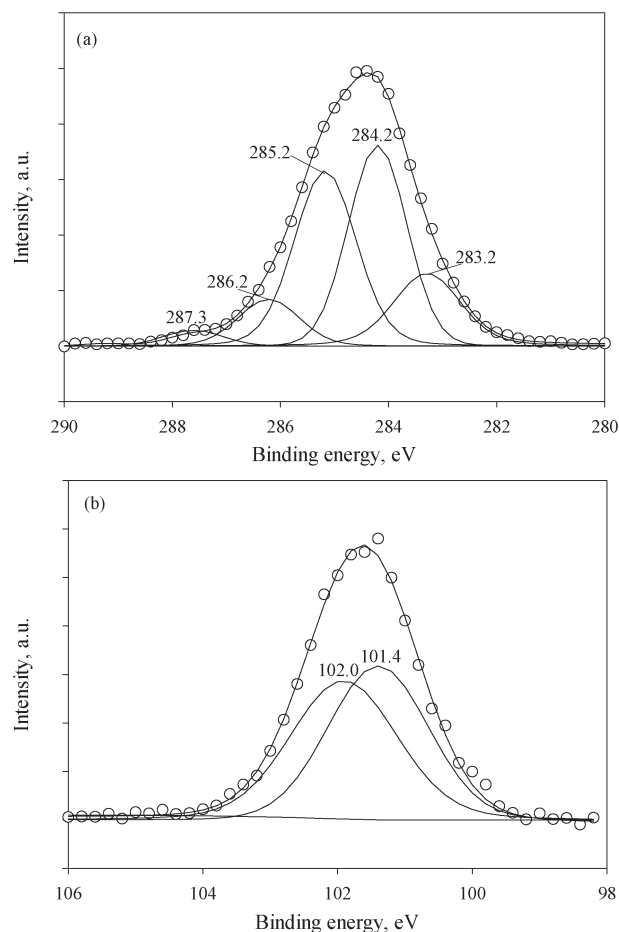 (a)
Intensity, a.u.
284.2
285.2
283.2
286.2
287.3
290 288 286 284 282 280
Binding energy, eV
(b)
Intensity, a.u.
102.0 101.4
106 104 102 100 98
Binding energy, eV